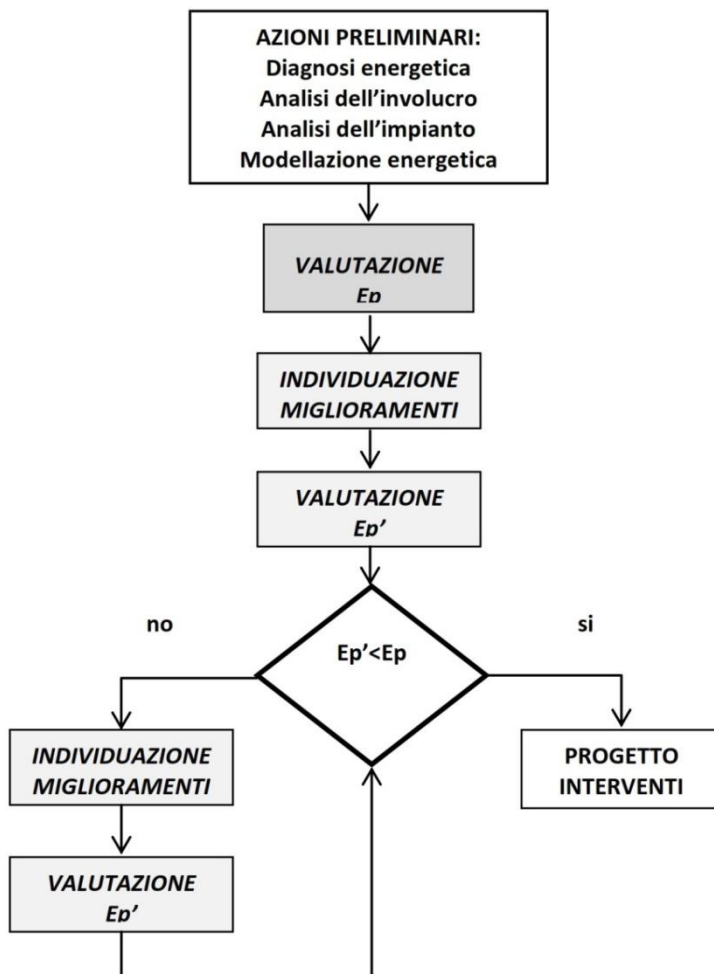 AZIONI PRELIMINARI:
Diagnosi energetica
Analisi dell’involucro
Analisi dell’impianto
Modellazione energetica
VALUTAZIONE
Ep
INDIVIDUAZIONE
MIGLIORAMENTI
VALUTAZIONE
Ep’
no
si
Ep’<Ep
INDIVIDUAZIONE
MIGLIORAMENTI
PROGETTO
INTERVENTI
VALUTAZIONE
Ep’